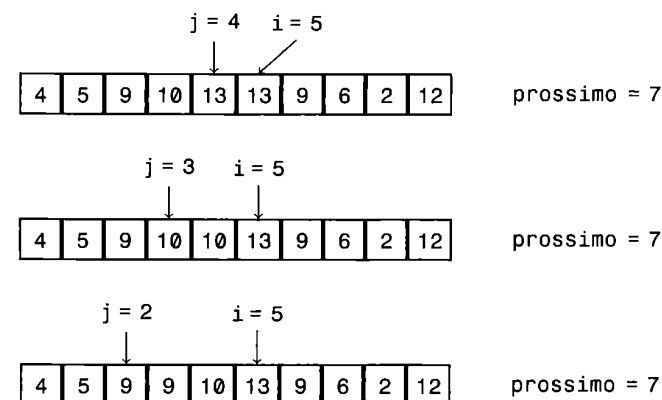 j = 4 i = 5
4 5 9 10 13 13 9 6 2 12 prossimo = 7
j = 3 i = 5
4 5 9 10 10 13 9 6 2 12 prossimo = 7
j = 2 i = 5
4 5 9 9 10 13 9 6 2 12 prossimo = 7